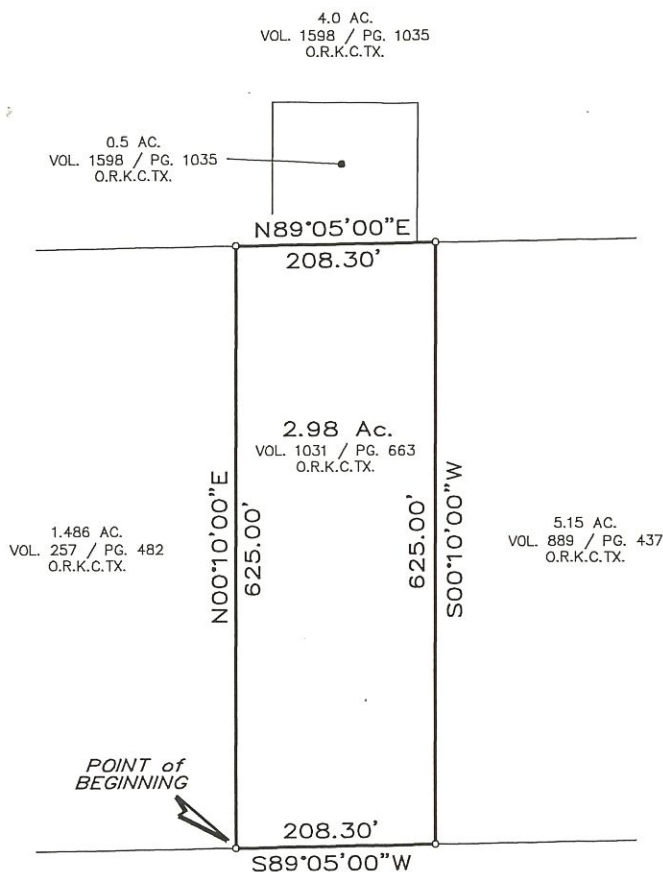 4.0 AC.
VOL. 1598 / PG. 1035
O.R.K.C.TX.
0.5 AC.
VOL. 1598 / PG. 1035
O.R.K.C.TX.
N89°05'00"E
208.30'
2.98 Ac.
VOL. 1031 / PG. 663
O.R.K.C.TX.
N00°10'00"E
625.00'
625.00'
S00°10'00"W
1.486 AC.
VOL. 257 / PG. 482
O.R.K.C.TX.
5.15 AC.
VOL. 889 / PG. 437
O.R.K.C.TX.
POINT of
BEGINNING
208.30'
S89°05'00"W